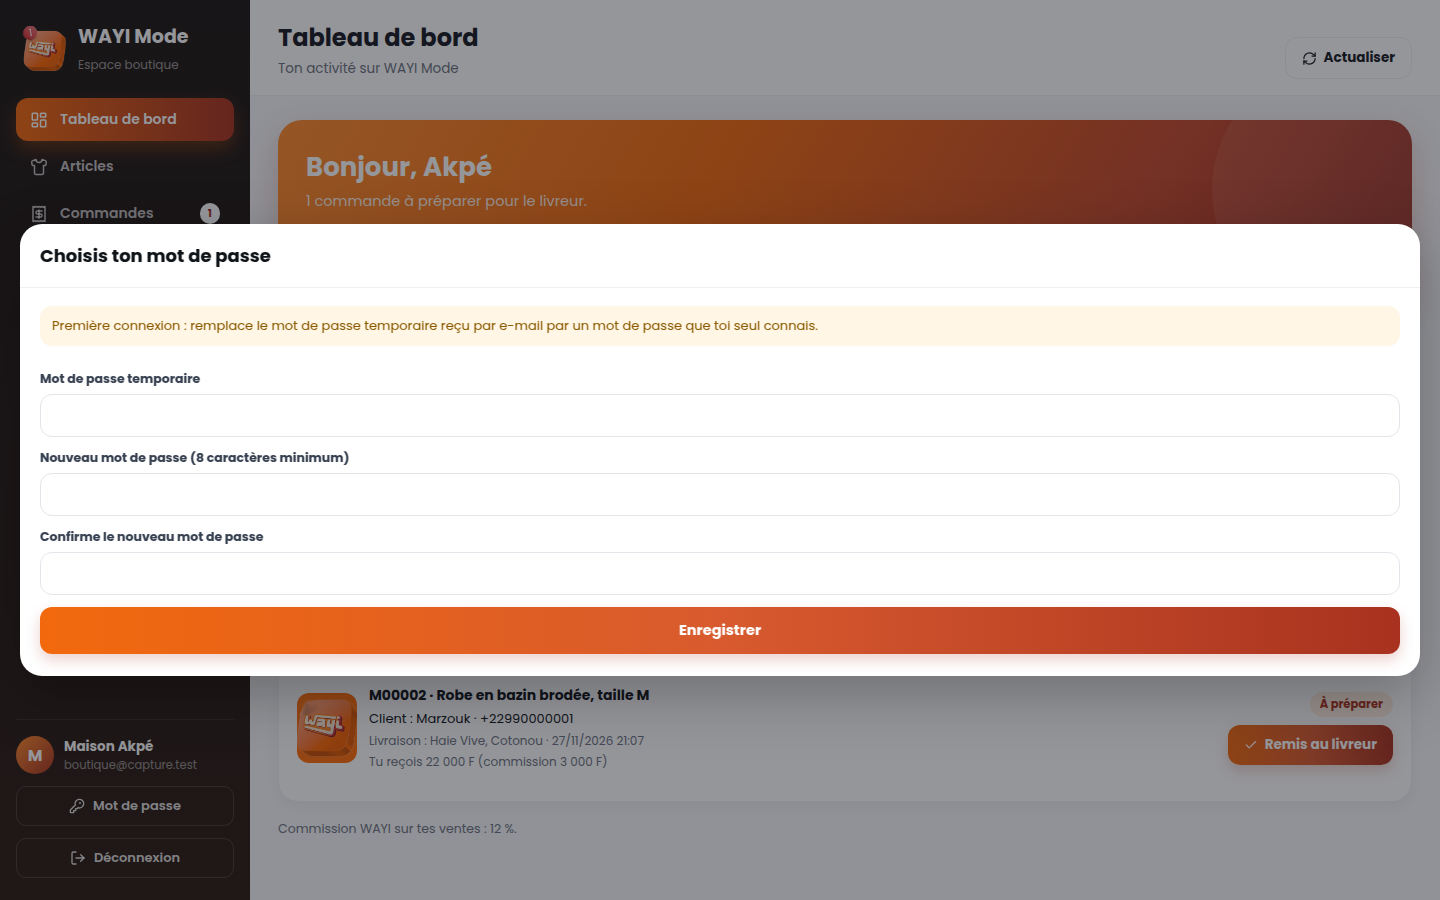 Wayi
WAYI Mode
Espace boutique
Tableau de bord
Articles
Commandes
1
Tableau de bord
Ton activité sur WAYI Mode
Actualiser
Bonjour, Akpé
1 commande à préparer pour le livreur.
Choisis ton mot de passe
Première connexion : remplace le mot de passe temporaire reçu par e-mail par un mot de passe que toi seul connais.
Mot de passe temporaire
Nouveau mot de passe (8 caractères minimum)
Confirme le nouveau mot de passe
Enregistrer
Wayi
M00002 · Robe en bazin brodée, taille M
Client : Marzouk · +22990000001
Livraison : Haie Vive, Cotonou · 27/11/2026 21:07
Tu reçois 22 000 F (commission 3 000 F)
À préparer
Remis au livreur
Commission WAYI sur tes ventes : 12 %.
M
Maison Akpé
boutique@capture.test
Mot de passe
Déconnexion